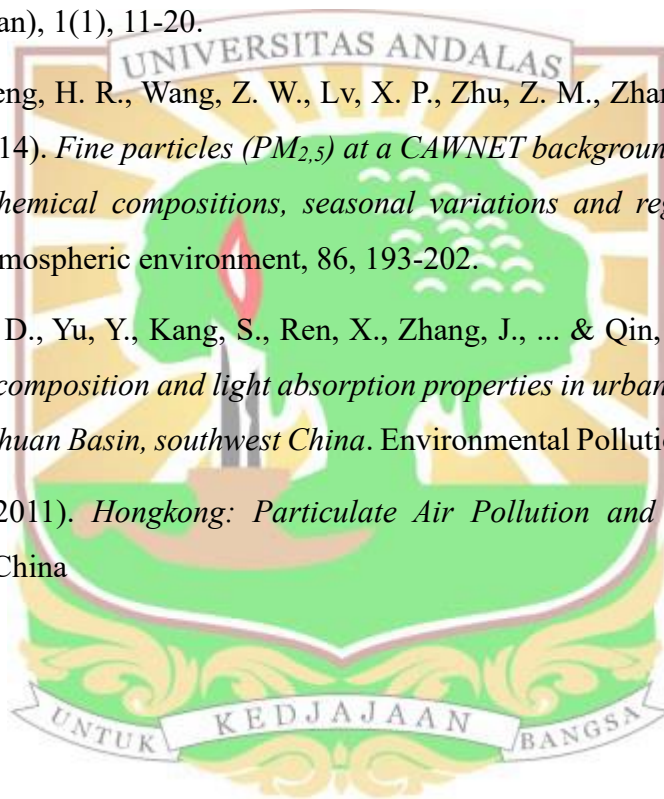 an), 1(1), 11-20.
UNIVERSITAS ANDALAS
eng, H. R., Wang, Z. W., Lv, X. P., Zhu, Z. M., Zhan
14). Fine particles (PM2,5) at a CAWNET background
hemical compositions, seasonal variations and reg
mospheric environment, 86, 193-202.
D., Yu, Y., Kang, S., Ren, X., Zhang, J., ... & Qin,
composition and light absorption properties in urban
huan Basin, southwest China. Environmental Pollutio
2011). Hongkong: Particulate Air Pollution and
China
UNTUK KEDJAJAAN BANGSA